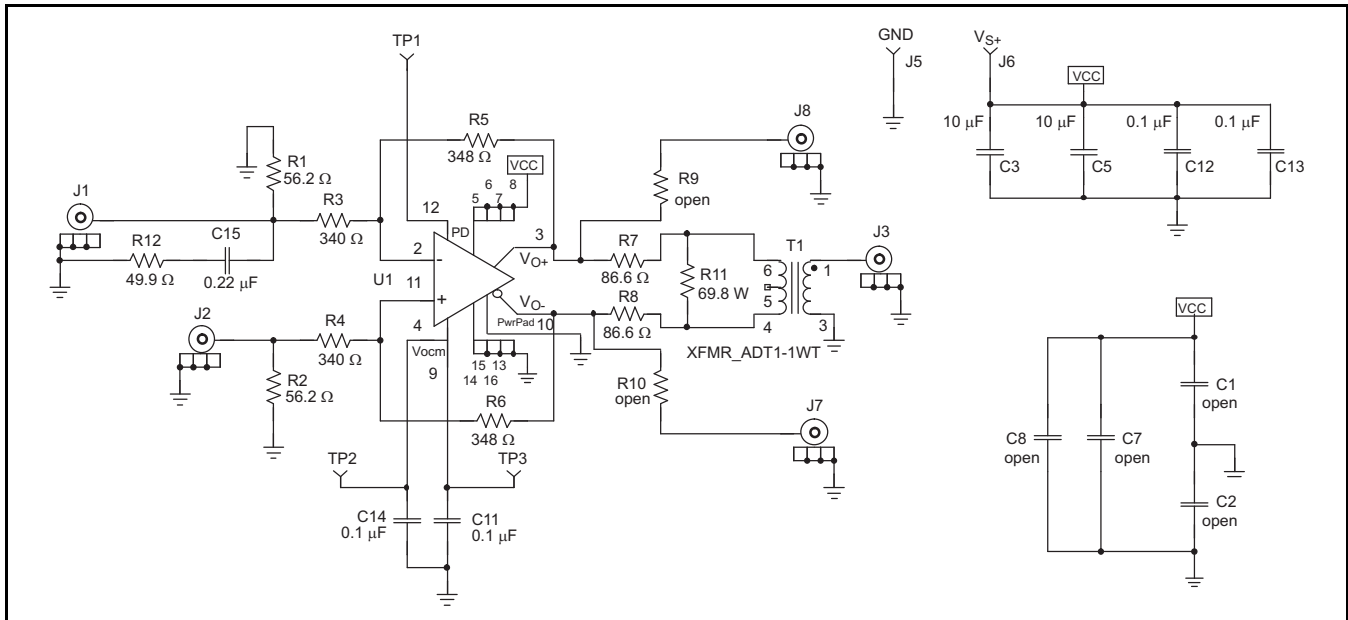 TP1
GND
J5
VS+
J6
VCC
10 µF
C3
10 µF
C5
0.1 µF
C12
0.1 µF
C13
R5
348 Ω
VCC
J8
R1
56.2 Ω
J1
R3
340 Ω
R12
49.9 Ω
C15
0.22 µF
12
PD
5
6
7
8
3
2
-
U1
11
+
VO+
VO-
PwrPad
10
4
Vocm
9
15
13
14
16
R9
open
R7
86.6 Ω
R11
69.8 W
R8
86.6 Ω
T1
6
5
4
1
3
J3
XFMR_ADT1-1WT
J2
R4
340 Ω
R2
56.2 Ω
R6
348 Ω
R10
open
J7
TP2
TP3
C14
0.1 µF
C11
0.1 µF
VCC
C1
open
C8
open
C7
open
C2
open